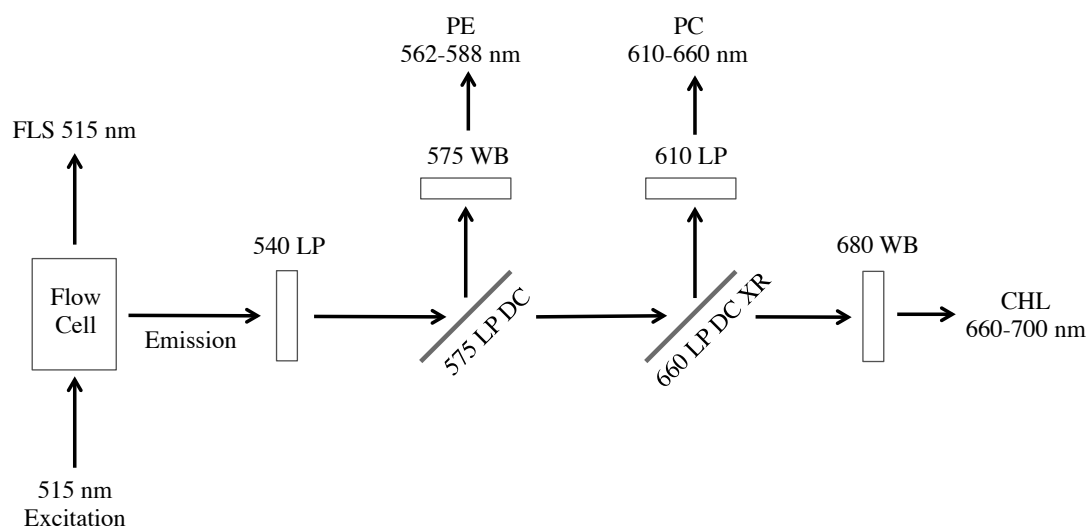 PE
562-588 nm
PC
610-660 nm
FLS 515 nm
575 WB
610 LP
540 LP
680 WB
Flow
Cell
Emission
575 LP DC
660 LP DC XR
CHL
660-700 nm
515 nm
Excitation